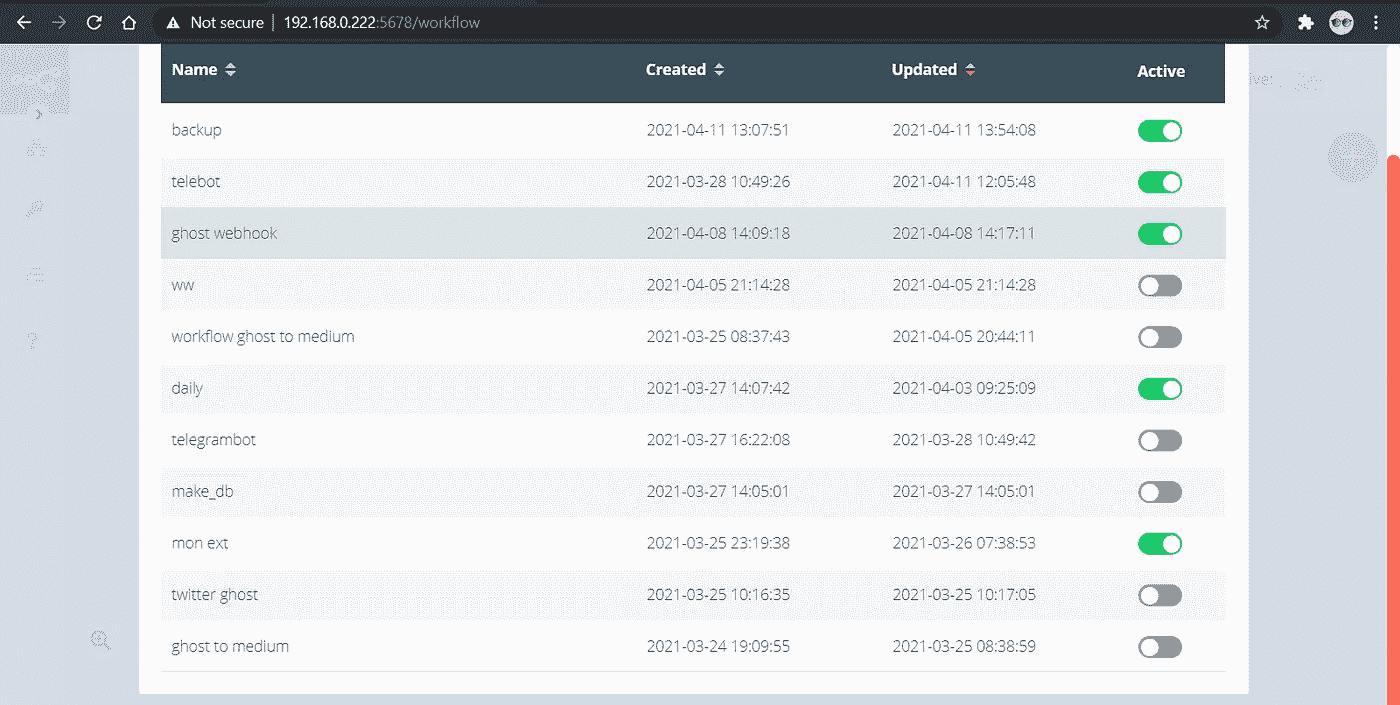 Not secure | 192.168.0.222:5678/workflow
Name Created Updated Active
backup 2021-04-11 13:07:51 2021-04-11 13:54:08
telebot 2021-03-28 10:49:26 2021-04-11 12:05:48
ghost webhook 2021-04-08 14:09:18 2021-04-08 14:17:11
ww 2021-04-05 21:14:28 2021-04-05 21:14:28
workflow ghost to medium 2021-03-25 08:37:43 2021-04-05 20:44:11
daily 2021-03-27 14:07:42 2021-04-03 09:25:09
telegrambot 2021-03-27 16:22:08 2021-03-28 10:49:42
make_db 2021-03-27 14:05:01 2021-03-27 14:05:01
mon ext 2021-03-25 23:19:38 2021-03-26 07:38:53
twitter ghost 2021-03-25 10:16:35 2021-03-25 10:17:05
ghost to medium 2021-03-24 19:09:55 2021-03-25 08:38:59